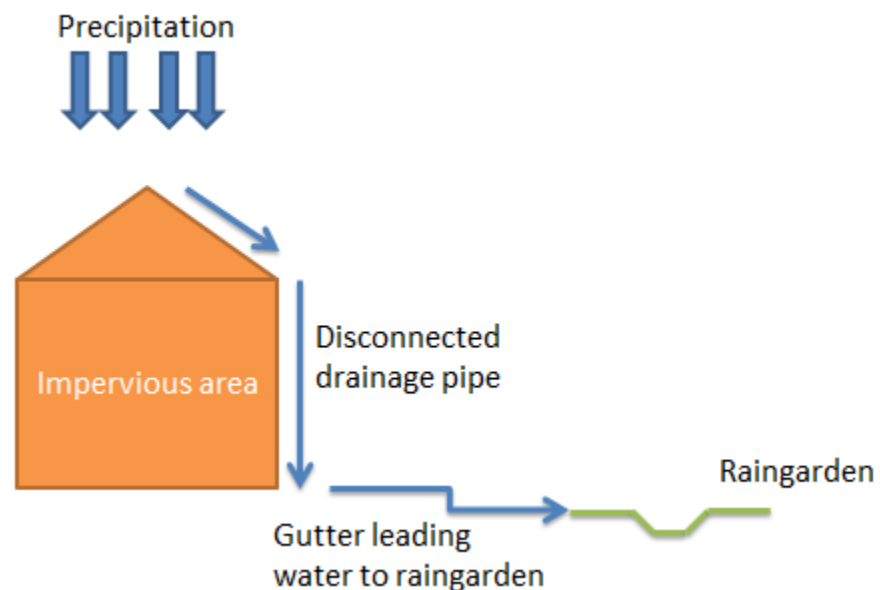 Precipitation
Disconnected
drainage pipe
Impervious area
Raingarden
Gutter leading
water to raingarden